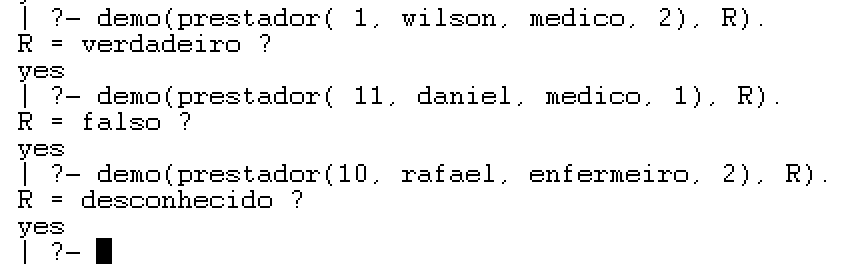 | ?- demo(prestador( 1, wilson, medico, 2), R).
R = verdadeiro ?
yes
| ?- demo(prestador( 11, daniel, medico, 1), R).
R = falso ?
yes
| ?- demo(prestador(10, rafael, enfermeiro, 2), R).
R = desconhecido ?
yes
| ?-